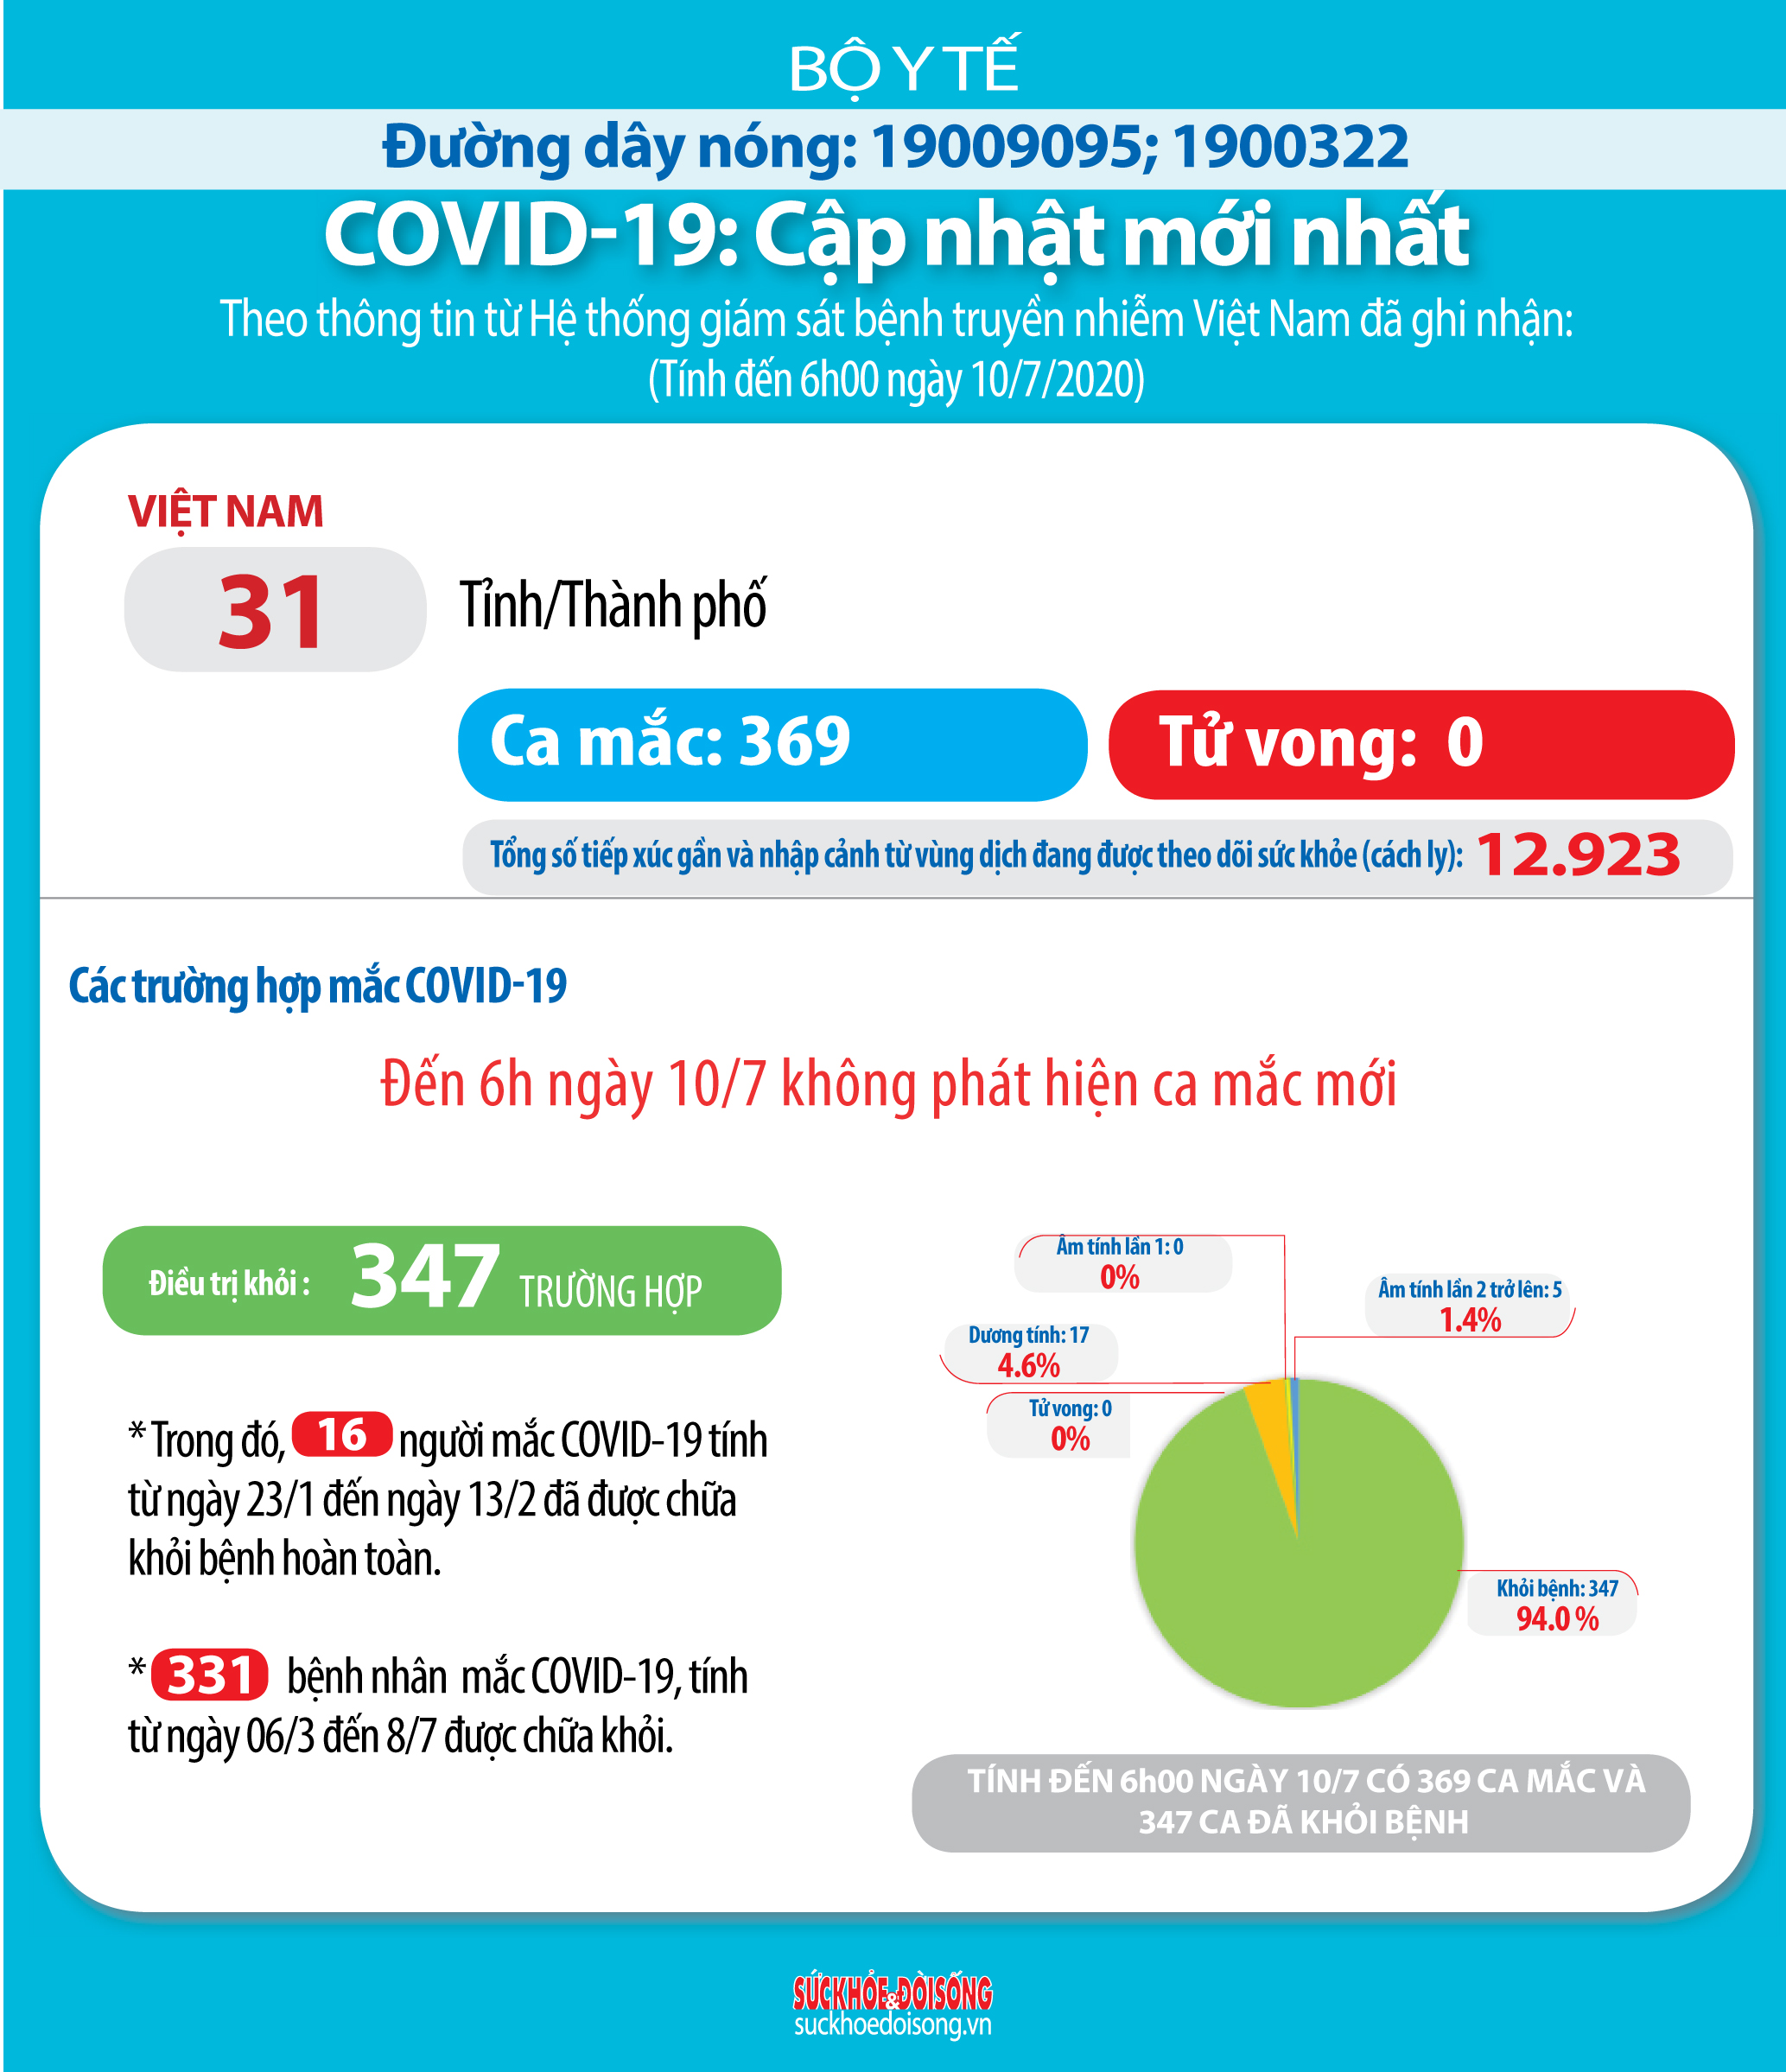 BỘ Y TẾ
Đường dây nóng: 19009095; 1900322
COVID-19: Cập nhật mới nhất
Theo thông tin từ Hệ thống giám sát bệnh truyền nhiễm Việt Nam đã ghi nhận:
(Tính đến 6h00 ngày 10/7/2020)
VIỆT NAM
31 Tỉnh/Thành phố
Ca mắc: 369
Tử vong: 0
Tổng số tiếp xúc gần và nhập cảnh từ vùng dịch đang được theo dõi sức khỏe (cách ly): 12.923
Các trường hợp mắc COVID-19
Đến 6h ngày 10/7 không phát hiện ca mắc mới
Điều trị khỏi : 347 TRƯỜNG HỢP
* Trong đó, 16 người mắc COVID-19 tính
từ ngày 23/1 đến ngày 13/2 đã được chữa
khỏi bệnh hoàn toàn.
* 331 bệnh nhân mắc COVID-19, tính
từ ngày 06/3 đến 8/7 được chữa khỏi.
Âm tính lần 1: 0
0%
Âm tính lần 2 trở lên: 5
1.4%
Dương tính: 17
4.6%
Tử vong: 0
0%
Khỏi bệnh: 347
94.0 %
TÍNH ĐẾN 6h00 NGÀY 10/7 CÓ 369 CA MẮC VÀ
347 CA ĐÃ KHỎI BỆNH
SỨCKHỎE&ĐỜISỐNG
suckhoedoisong.vn